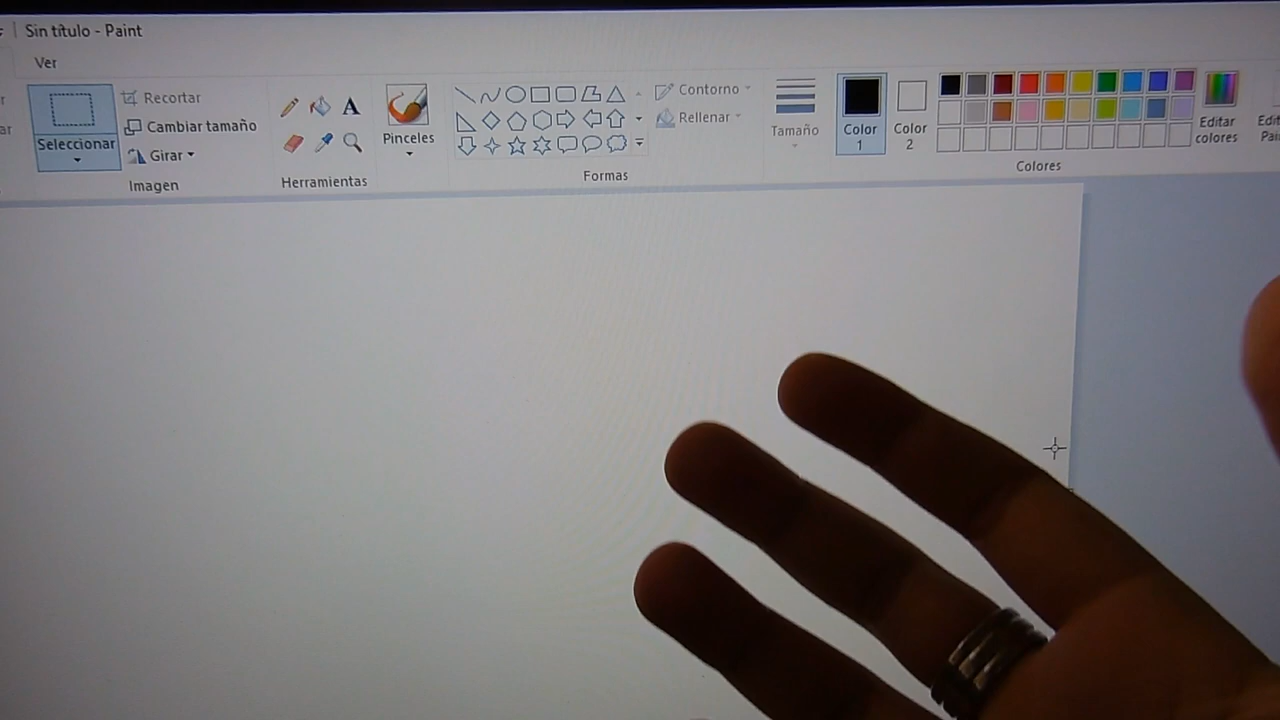 Sin título - Paint
Ver
Seleccionar
Recortar
Cambiar tamaño
Girar
Imagen
A
Herramientas
Pinceles
Formas
Contorno
Rellenar
Tamaño
Color
1
Color
2
Editar
colores
Colores